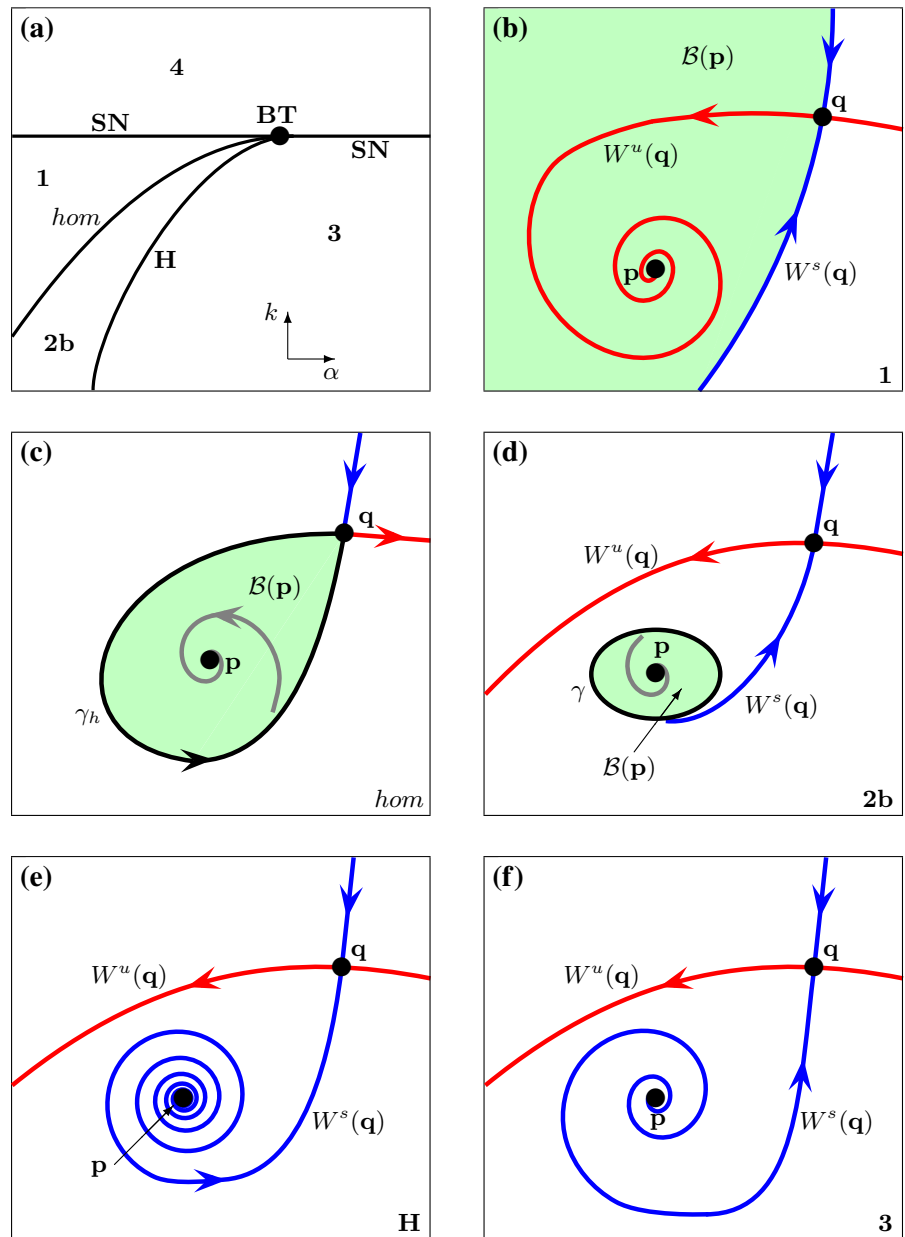 (a)
4
SN
BT
SN
1
hom
3
H
2b
k
α
(b)
𝓑(p)
q
W^u(q)
p
W^s(q)
1
(c)
q
𝓑(p)
p
γ_h
hom
(d)
q
W^u(q)
p
γ
W^s(q)
𝓑(p)
2b
(e)
q
W^u(q)
W^s(q)
p
H
(f)
q
W^u(q)
p
W^s(q)
3